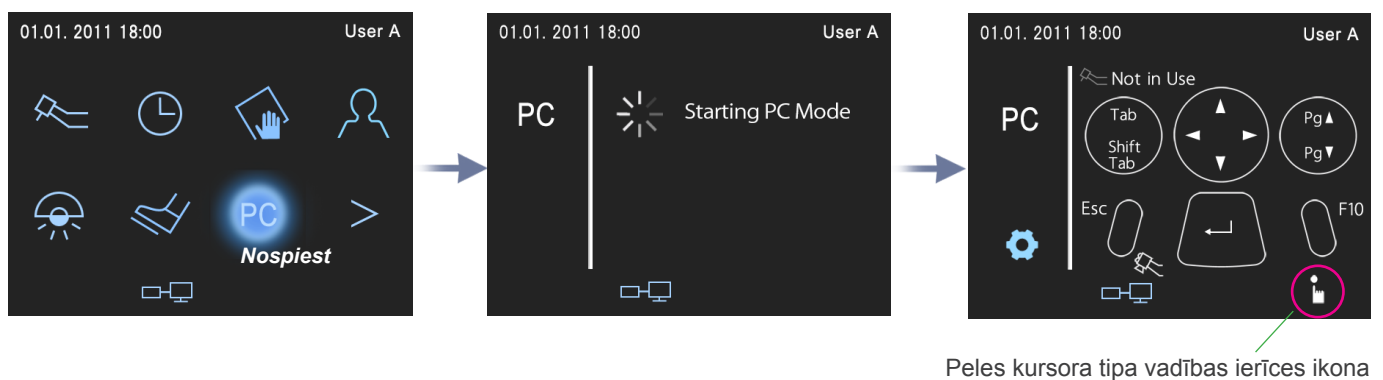 01.01. 2011 18:00 User A
PC
Nospiest
01.01. 2011 18:00 User A
PC
Starting PC Mode
01.01. 2011 18:00 User A
Not in Use
PC
Tab
Shift
Tab
Pg▲
Pg▼
Esc
F10
Peles kursora tipa vadības ierīces ikona